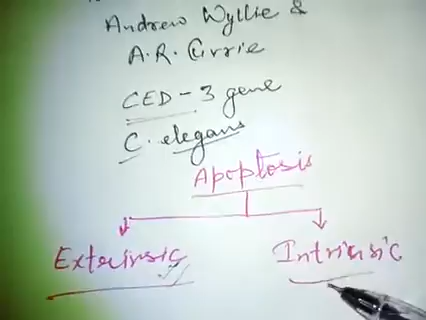 Andrew Wyllie &
A.R. Currie
CED-3 gene
C. elegans
Apoptosis
Extrinsic
Intrinsic